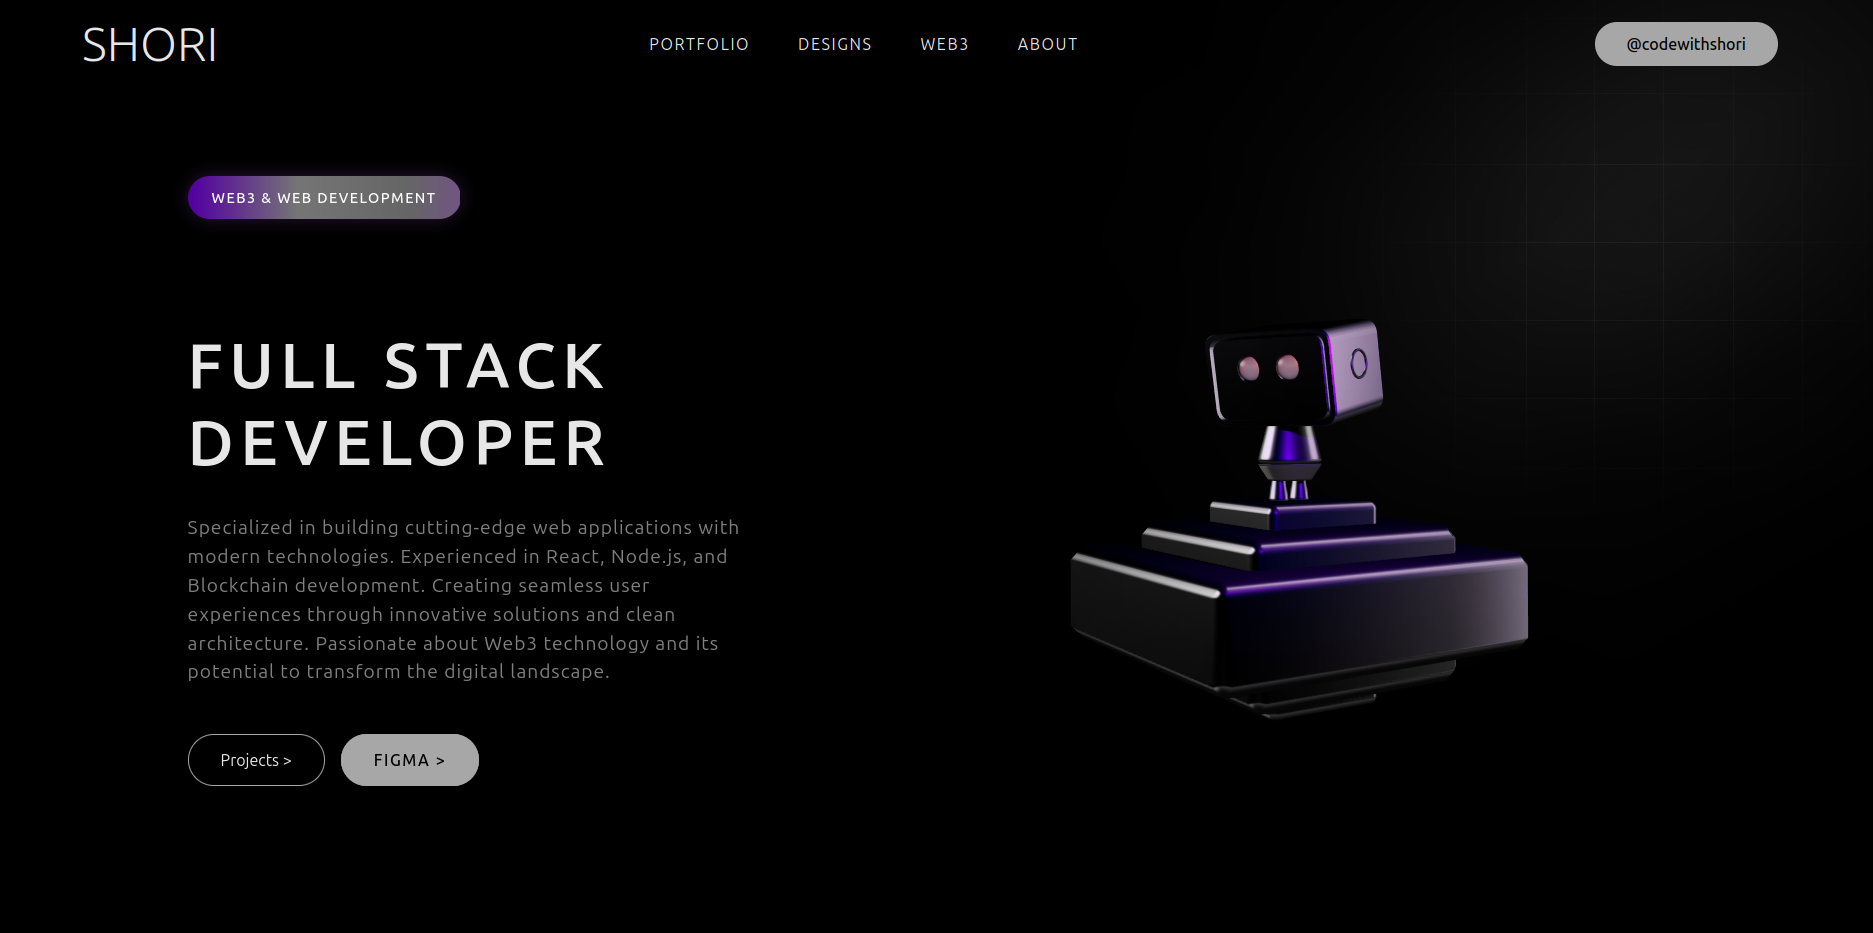 SHORI
PORTFOLIO DESIGNS WEB3 ABOUT
@codewithshori
WEB3 & WEB DEVELOPMENT
FULL STACK
DEVELOPER
Specialized in building cutting-edge web applications with
modern technologies. Experienced in React, Node.js, and
Blockchain development. Creating seamless user
experiences through innovative solutions and clean
architecture. Passionate about Web3 technology and its
potential to transform the digital landscape.
Projects > FIGMA >